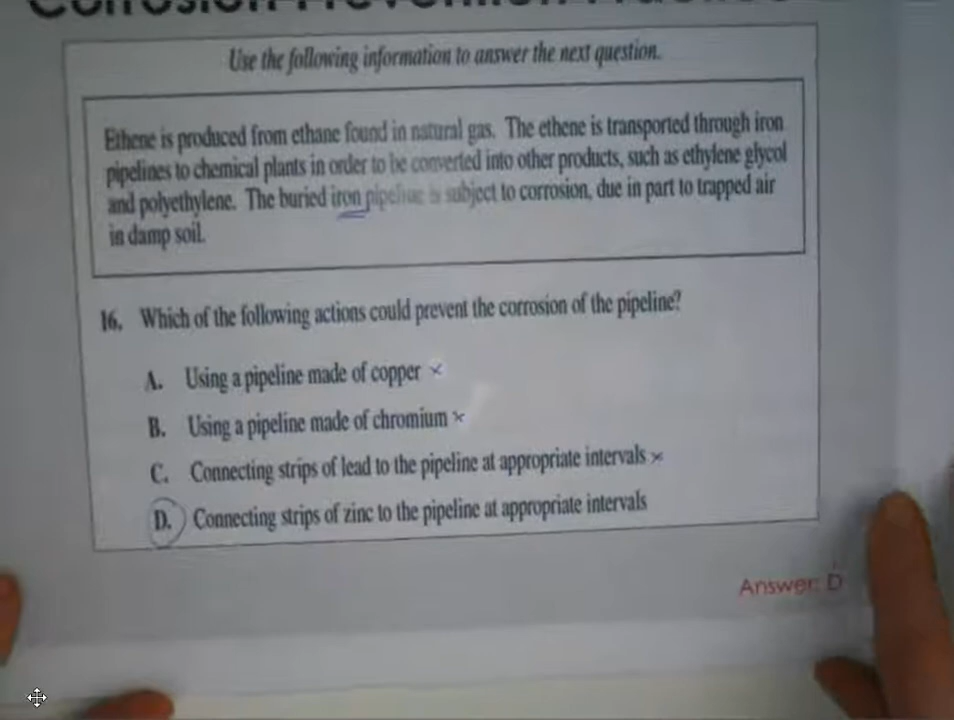 Use the following information to answer the next question.
Ethene is produced from ethane found in natural gas. The ethene is transported through iron
pipelines to chemical plants in order to be converted into other products, such as ethylene glycol
and polyethylene. The buried iron pipeline is subject to corrosion, due in part to trapped air
in damp soil.
16. Which of the following actions could prevent the corrosion of the pipeline?
A. Using a pipeline made of copper ×
B. Using a pipeline made of chromium ×
C. Connecting strips of lead to the pipeline at appropriate intervals ×
D. Connecting strips of zinc to the pipeline at appropriate intervals
Answer: D